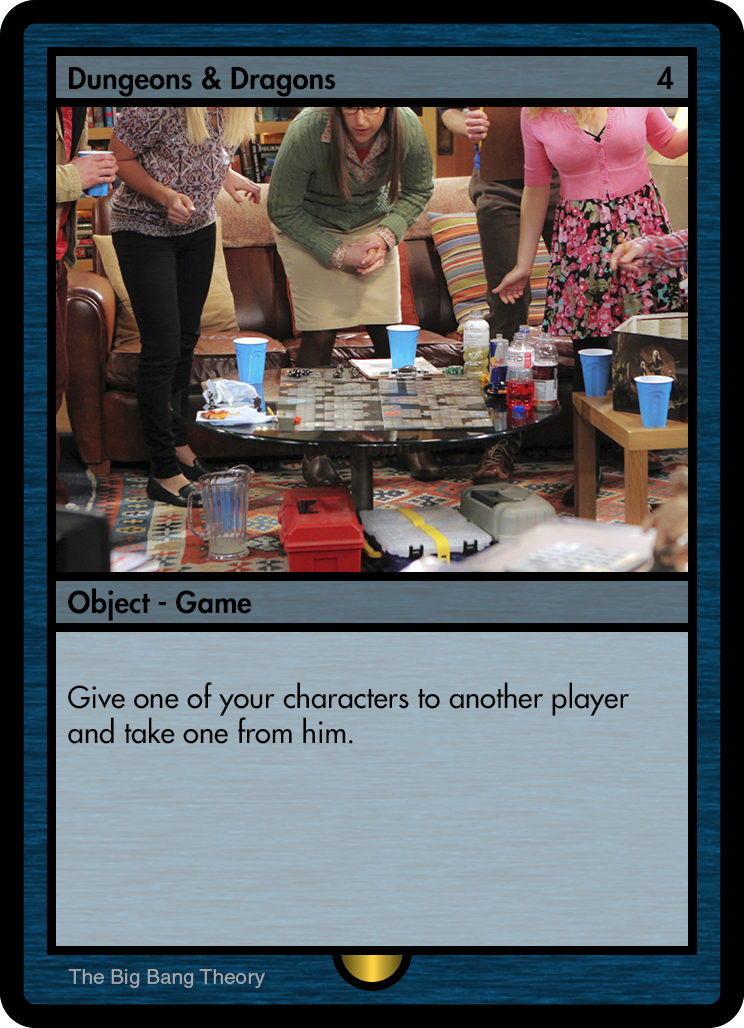 Dungeons & Dragons 4
Object - Game
Give one of your characters to another player
and take one from him.
The Big Bang Theory